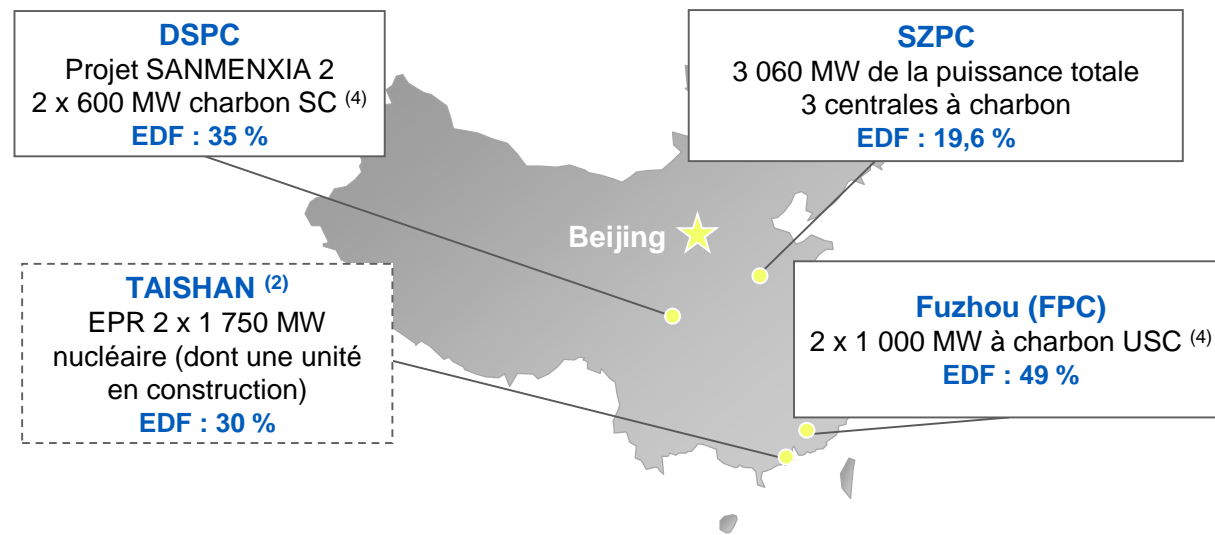 DSPC
Projet SANMENXIA 2
2 x 600 MW charbon SC (4)
EDF : 35 %
SZPC
3 060 MW de la puissance totale
3 centrales à charbon
EDF : 19,6 %
Beijing
TAISHAN (2)
EPR 2 x 1 750 MW
nucléaire (dont une unité
en construction)
EDF : 30 %
Fuzhou (FPC)
2 x 1 000 MW à charbon USC (4)
EDF : 49 %